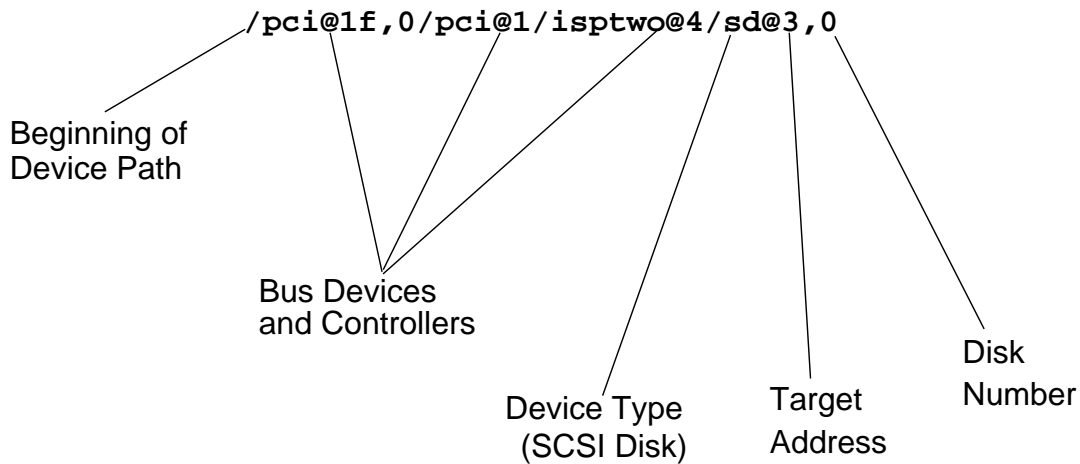 /pci@1f,0/pci@1/isptwo@4/sd@3,0
Beginning of
Device Path
Bus Devices
and Controllers
Device Type
(SCSI Disk)
Target
Address
Disk
Number